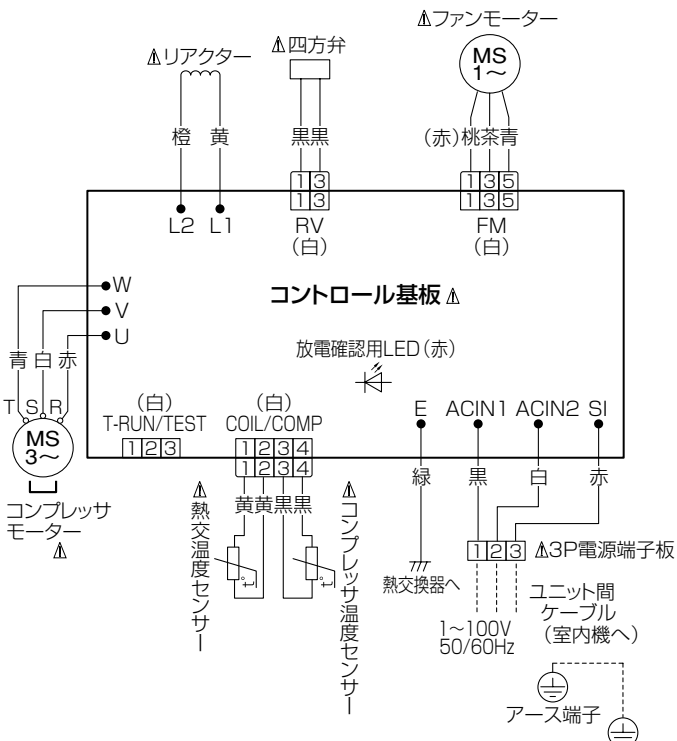 ⚠ファンモーター
⚠リアクター
⚠四方弁
MS
1～
橙 黄
黒黒
(赤)桃茶青
1 3
1 3
1 3 5
1 3 5
L2 L1
RV
(白)
FM
(白)
W
V
U
コントロール基板⚠
放電確認用LED(赤)
青白赤
T S R
MS
3～
コンプレッサ
モーター
⚠
(白)
T-RUN/TEST
1 2 3
(白)
COIL/COMP
1 2 3 4
1 2 3 4
E ACIN1 ACIN2 SI
緑 黒 白 赤
黄黄黒黒
⚠熱交温度センサー
t°
t°
⚠コンプレッサ温度センサー
熱交換器へ
1 2 3 ⚠3P電源端子板
ユニット間
ケーブル
(室内機へ)
1～100V
50/60Hz
アース端子